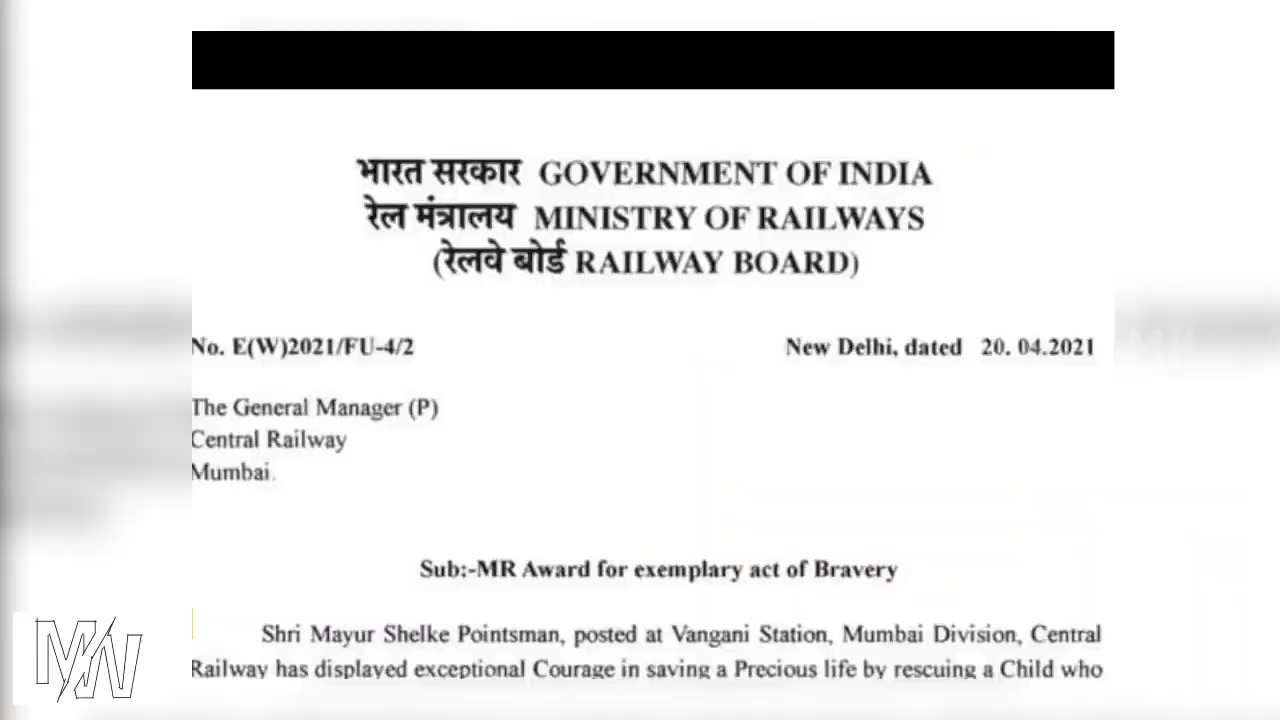 भारत सरकार GOVERNMENT OF INDIA
रेल मंत्रालय MINISTRY OF RAILWAYS
(रेलवे बोर्ड RAILWAY BOARD)
No. E(W)2021/FU-4/2 New Delhi, dated 20. 04.2021
The General Manager (P)
Central Railway
Mumbai.
Sub:-MR Award for exemplary act of Bravery
Shri Mayur Shelke Pointsman, posted at Vangani Station, Mumbai Division, Central
Railway has displayed exceptional Courage in saving a Precious life by rescuing a Child who
MN